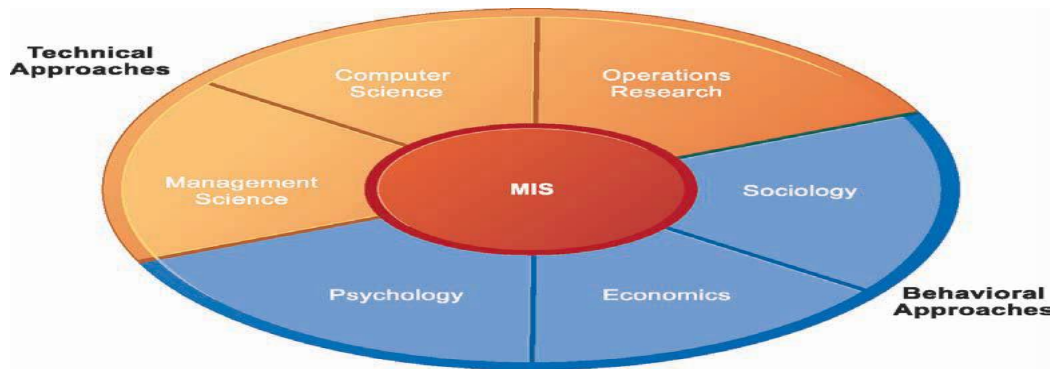 Technical
Approaches
Computer
Science
Operations
Research
Management
Science
MIS
Sociology
Psychology
Economics
Behavioral
Approaches